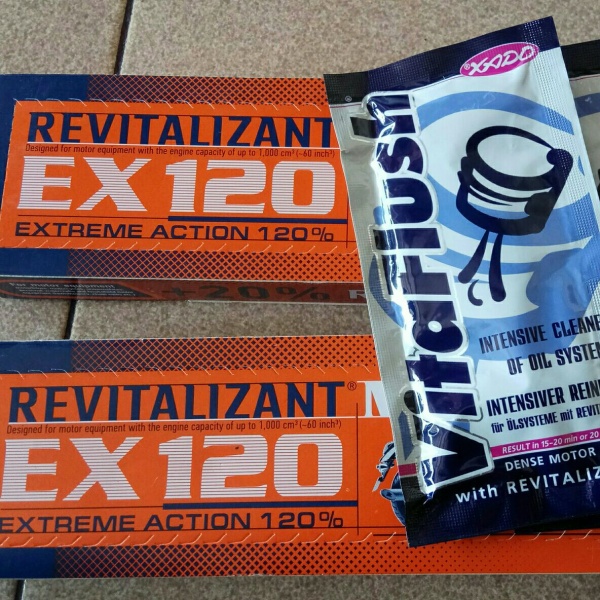 REVITALIZANT
Designed for motor equipment with the engine capacity of up to 1,000 cm³ (~60 inch³)
EX120
EXTREME ACTION 120%
+20%
REVITALIZANT®
Designed for motor equipment with the engine capacity of up to 1,000 cm³ (~60 inch³)
EX120
EXTREME ACTION 120%
XADO®
VitaFlush
INTENSIVE CLEANE
OF OIL SYSTE
INTENSIVER REIN
für ÖLSYSTEME mit REVIT
RESULT in 15-20 min or 20
DENSE MOTOR
with REVITALIZ